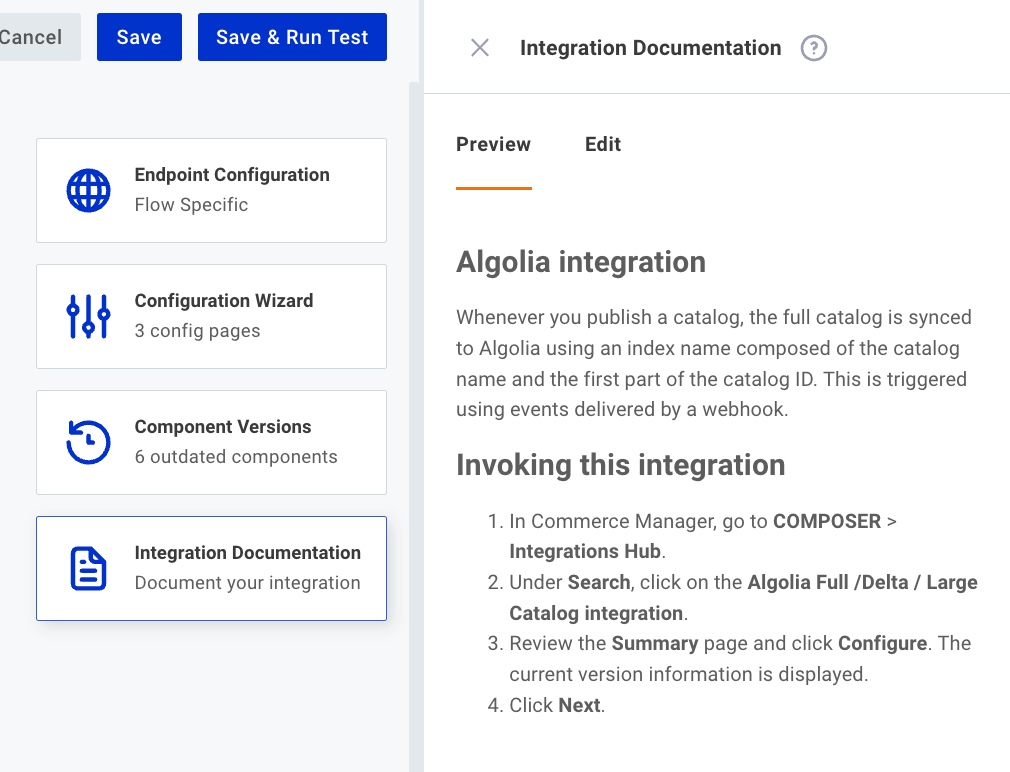 Cancel
Save
Save & Run Test
Endpoint Configuration
Flow Specific
Configuration Wizard
3 config pages
Component Versions
6 outdated components
Integration Documentation
Document your integration
Integration Documentation
?
Preview
Edit
Algolia integration
Whenever you publish a catalog, the full catalog is synced
to Algolia using an index name composed of the catalog
name and the first part of the catalog ID. This is triggered
using events delivered by a webhook.
Invoking this integration
1. In Commerce Manager, go to COMPOSER >
Integrations Hub.
2. Under Search, click on the Algolia Full /Delta / Large
Catalog integration.
3. Review the Summary page and click Configure. The
current version information is displayed.
4. Click Next.